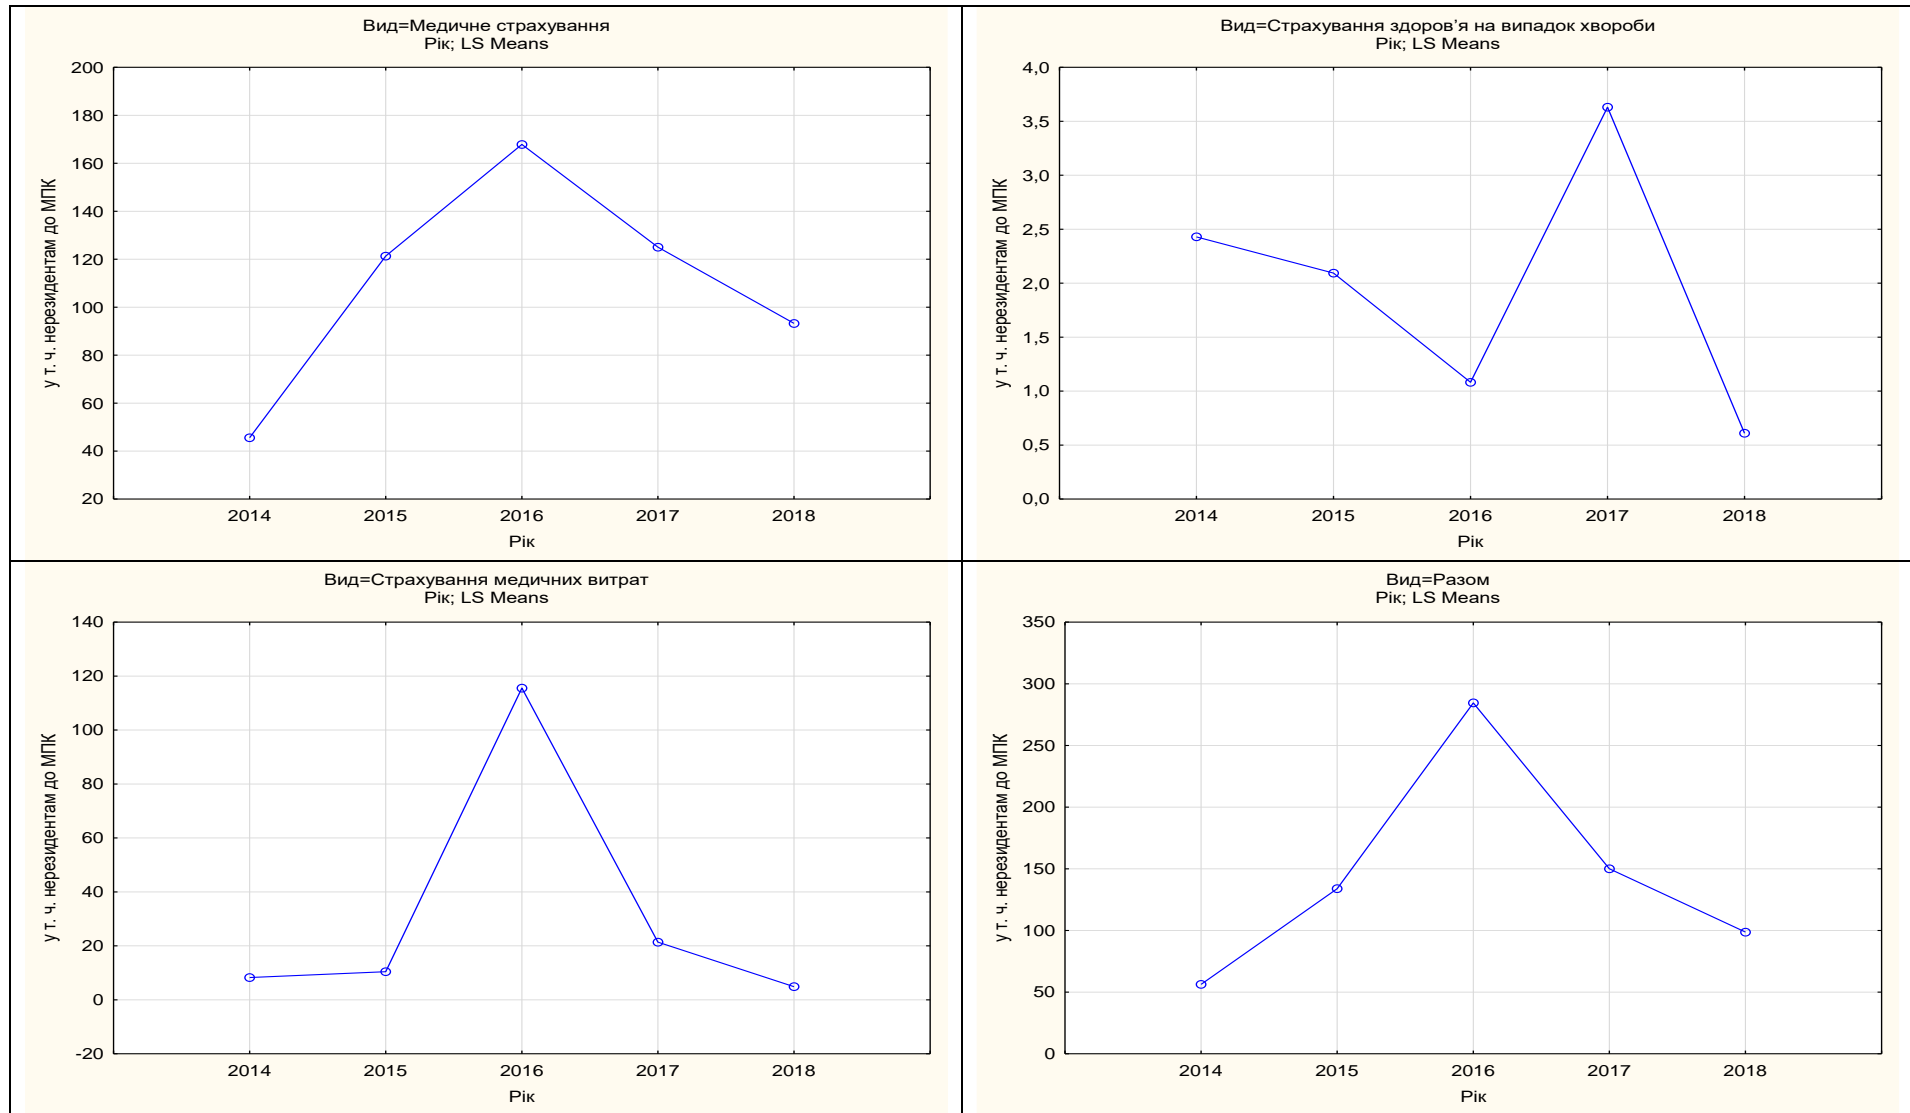 Вид=Медичне страхування
Рік; LS Means
у т. ч. нерезидентам до МПК
200
180
160
140
120
100
80
60
40
20
2014 2015 2016 2017 2018
Рік
Вид=Страхування здоров’я на випадок хвороби
Рік; LS Means
у т. ч. нерезидентам до МПК
4,0
3,5
3,0
2,5
2,0
1,5
1,0
0,5
0,0
2014 2015 2016 2017 2018
Рік
Вид=Страхування медичних витрат
Рік; LS Means
у т. ч. нерезидентам до МПК
140
120
100
80
60
40
20
0
-20
2014 2015 2016 2017 2018
Рік
Вид=Разом
Рік; LS Means
у т. ч. нерезидентам до МПК
350
300
250
200
150
100
50
0
2014 2015 2016 2017 2018
Рік